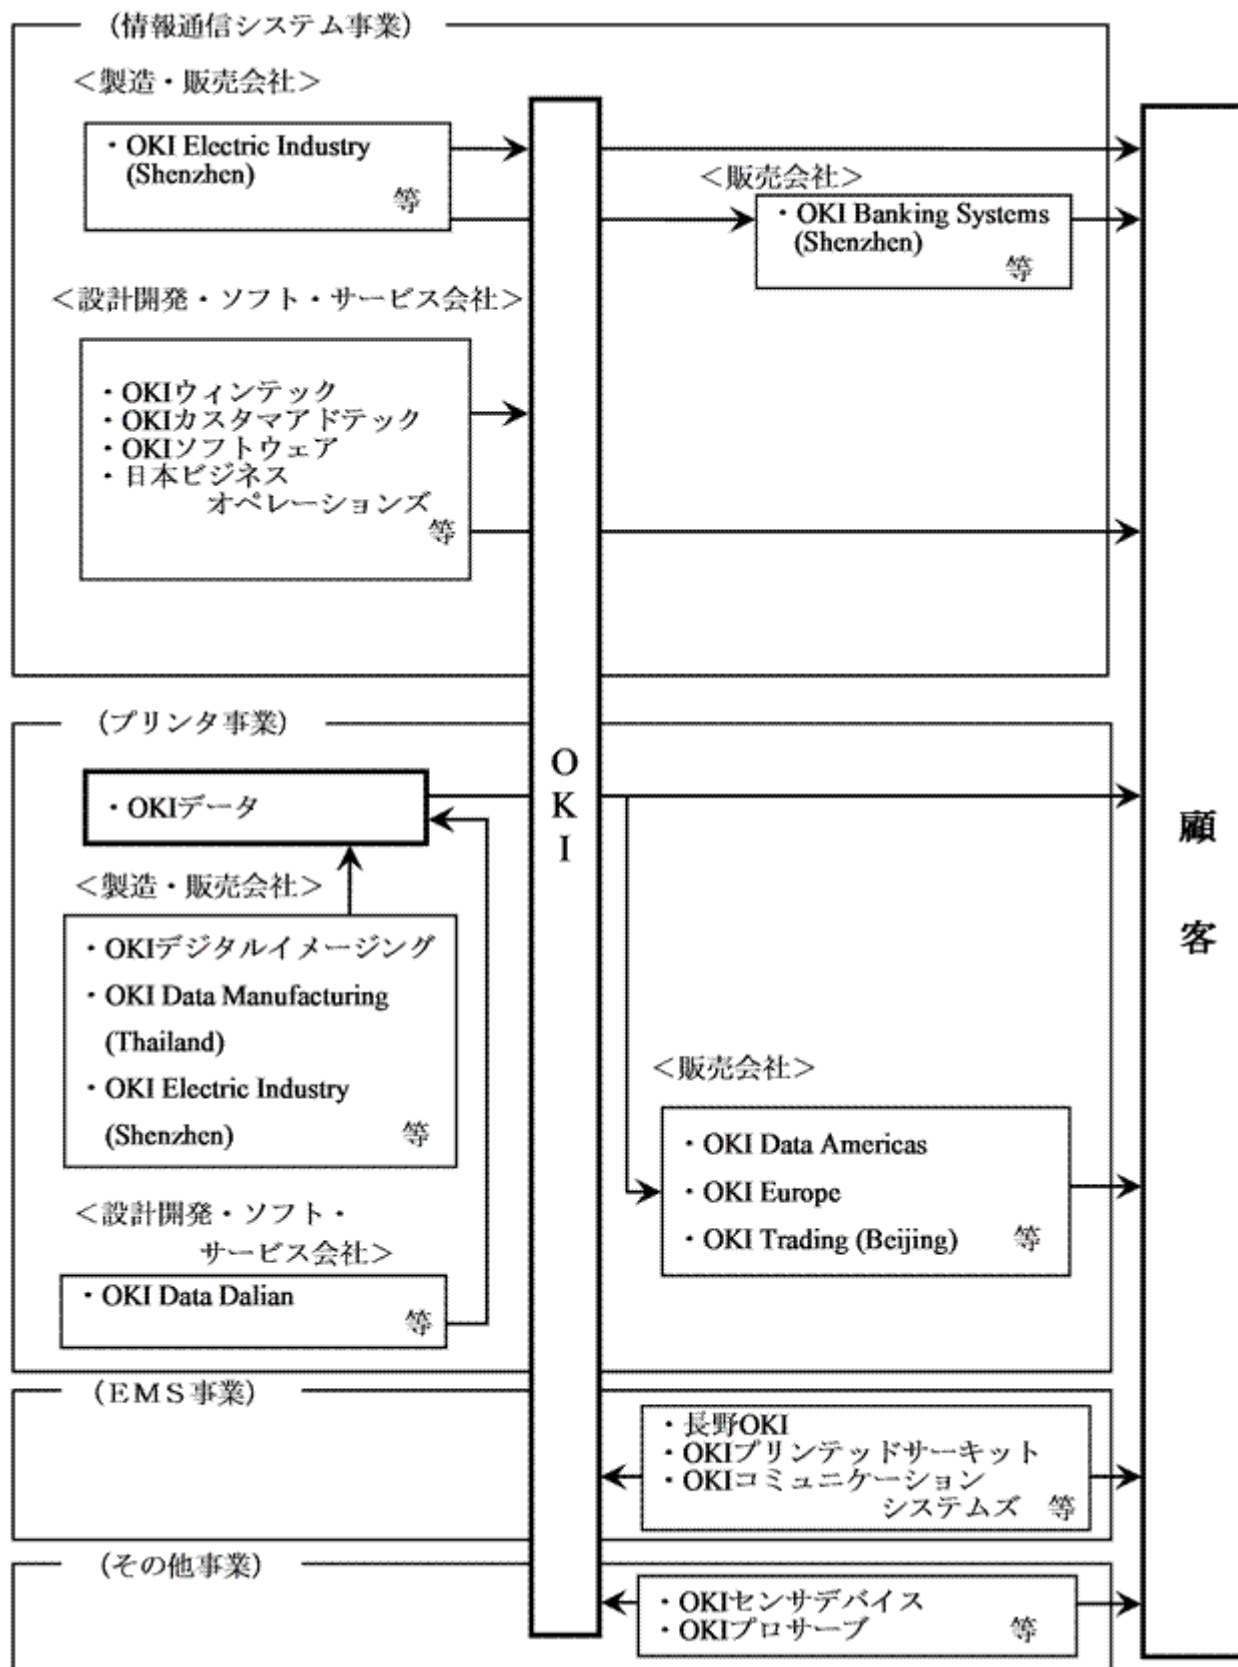 (情報通信システム事業)
＜製造・販売会社＞
・OKI Electric Industry
(Shenzhen)
等
＜販売会社＞
・OKI Banking Systems
(Shenzhen)
等
＜設計開発・ソフト・サービス会社＞
・OKIウィンテック
・OKIカスタマアドテック
・OKIソフトウェア
・日本ビジネス
オペレーションズ
等
(プリンタ事業)
・OKIデータ
＜製造・販売会社＞
・OKIデジタルイメージング
・OKI Data Manufacturing
(Thailand)
・OKI Electric Industry
(Shenzhen) 等
＜設計開発・ソフト・
サービス会社＞
・OKI Data Dalian
等
＜販売会社＞
・OKI Data Americas
・OKI Europe
・OKI Trading (Beijing) 等
(ＥＭＳ事業)
・長野OKI
・OKIプリンテッドサーキット
・OKIコミュニケーション
システムズ 等
(その他事業)
・OKIセンサデバイス
・OKIプロサーブ 等
O
K
I
顧
客